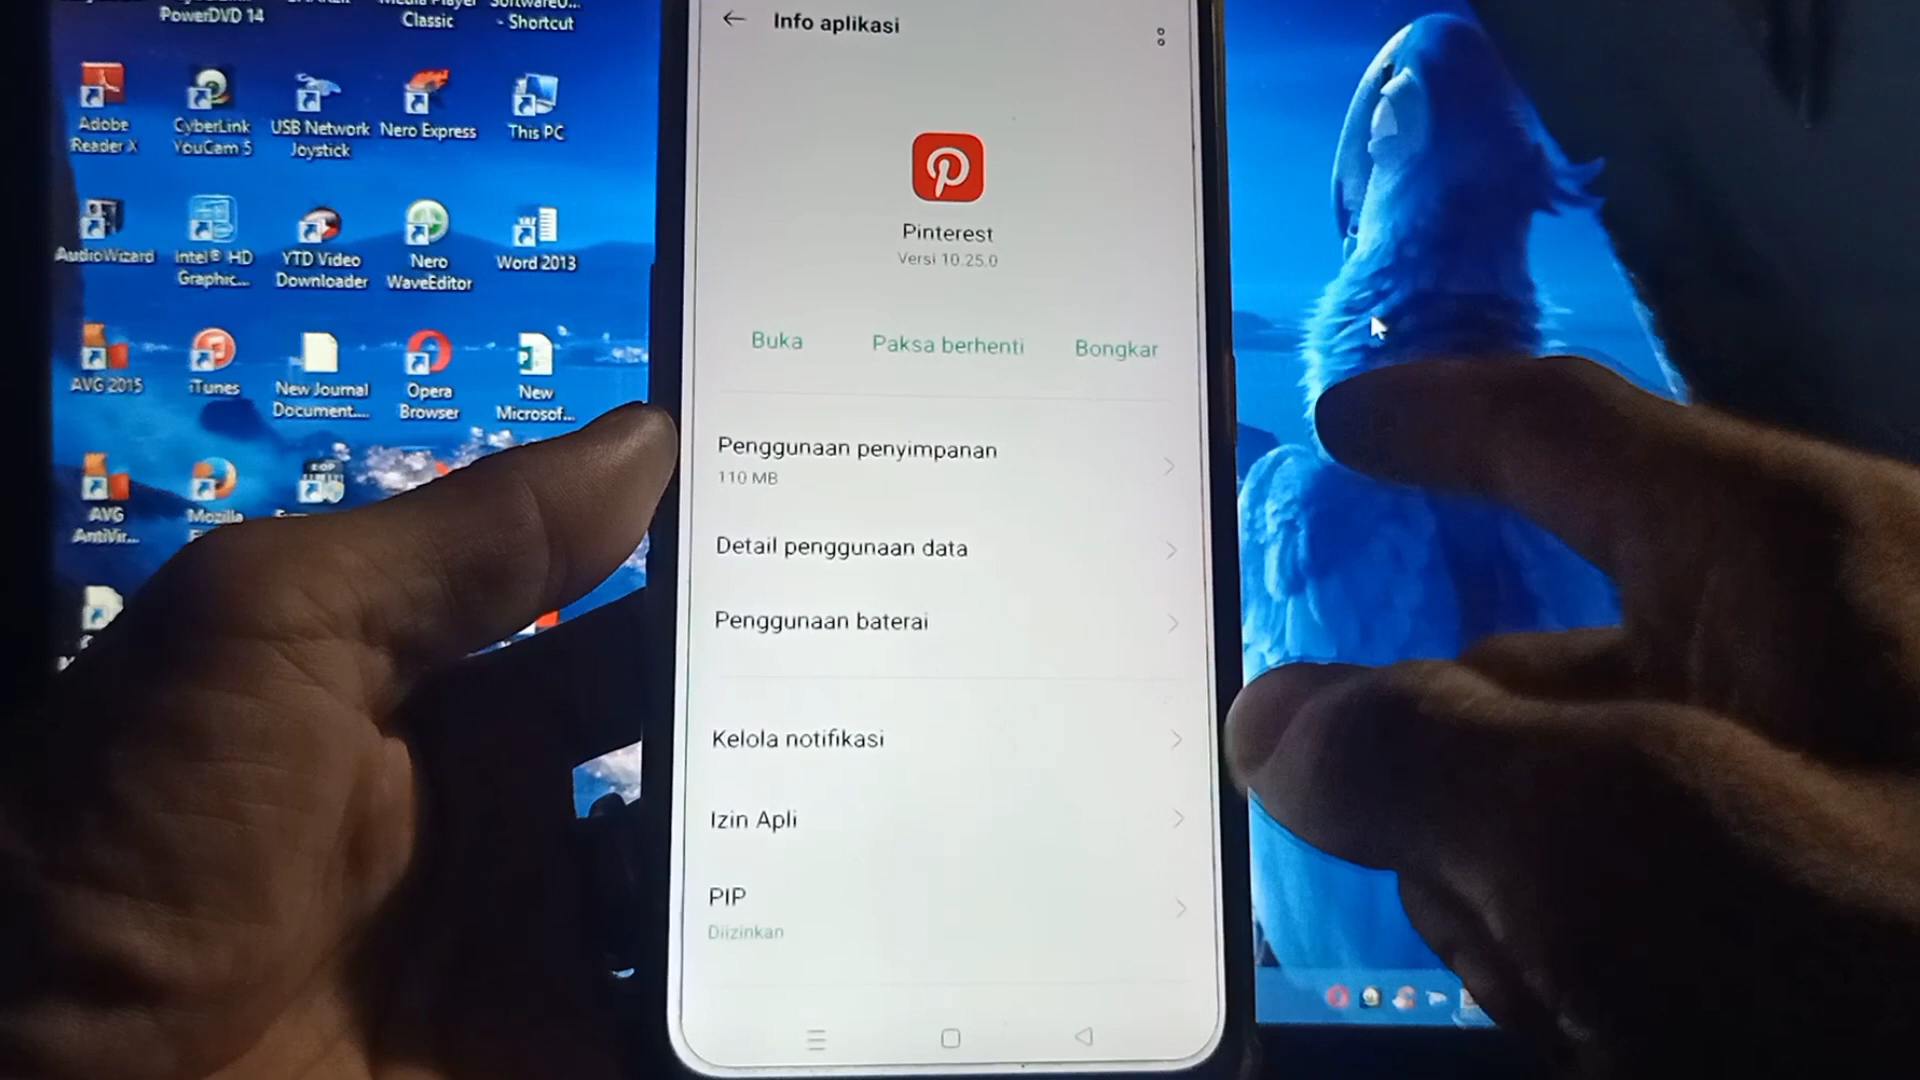 PowerDVD 14
Classic
- Shortcut
Adobe
Reader X
CyberLink
YouCam 5
USB Network
Joystick
Nero Express
This PC
AudioWizard
Intel® HD
Graphic...
YTD Video
Downloader
Nero
WaveEditor
Word 2013
AVG 2015
iTunes
New Journal
Document....
Opera
Browser
New
Microsof...
AVG
AntiVir...
Mozilla
Info aplikasi
Pinterest
Versi 10.25.0
Buka
Paksa berhenti
Bongkar
Penggunaan penyimpanan
110 MB
Detail penggunaan data
Penggunaan baterai
Kelola notifikasi
Izin Apli
PIP
Diizinkan